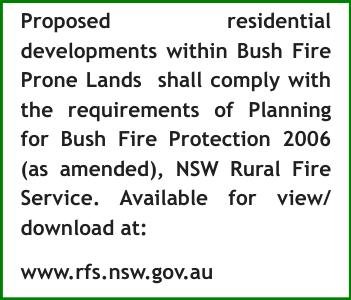 Proposed residential
developments within Bush Fire
Prone Lands shall comply with
the requirements of Planning
for Bush Fire Protection 2006
(as amended), NSW Rural Fire
Service. Available for view/
download at:
www.rfs.nsw.gov.au